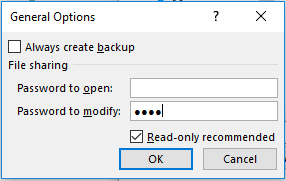 General Options
? ×
Always create backup
File sharing
Password to open:
Password to modify: ●●●●
Read-only recommended
OK Cancel